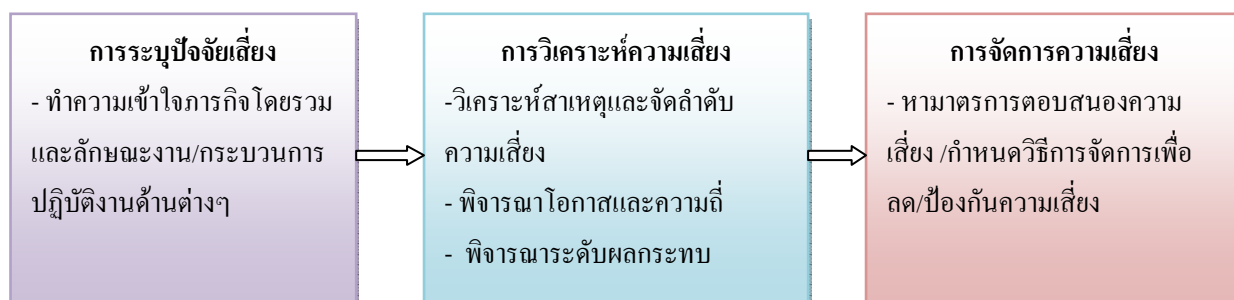 การระบุปัจจัยเสี่ยง
- ทำความเข้าใจภารกิจโดยรวม
และลักษณะงาน/กระบวนการ
ปฏิบัติงานด้านต่างๆ
การวิเคราะห์ความเสี่ยง
-วิเคราะห์สาเหตุและจัดลำดับ
ความเสี่ยง
- พิจารณาโอกาสและความถี่
- พิจารณาระดับผลกระทบ
การจัดการความเสี่ยง
- หามาตรการตอบสนองความ
เสี่ยง /กำหนดวิธีการจัดการเพื่อ
ลด/ป้องกันความเสี่ยง